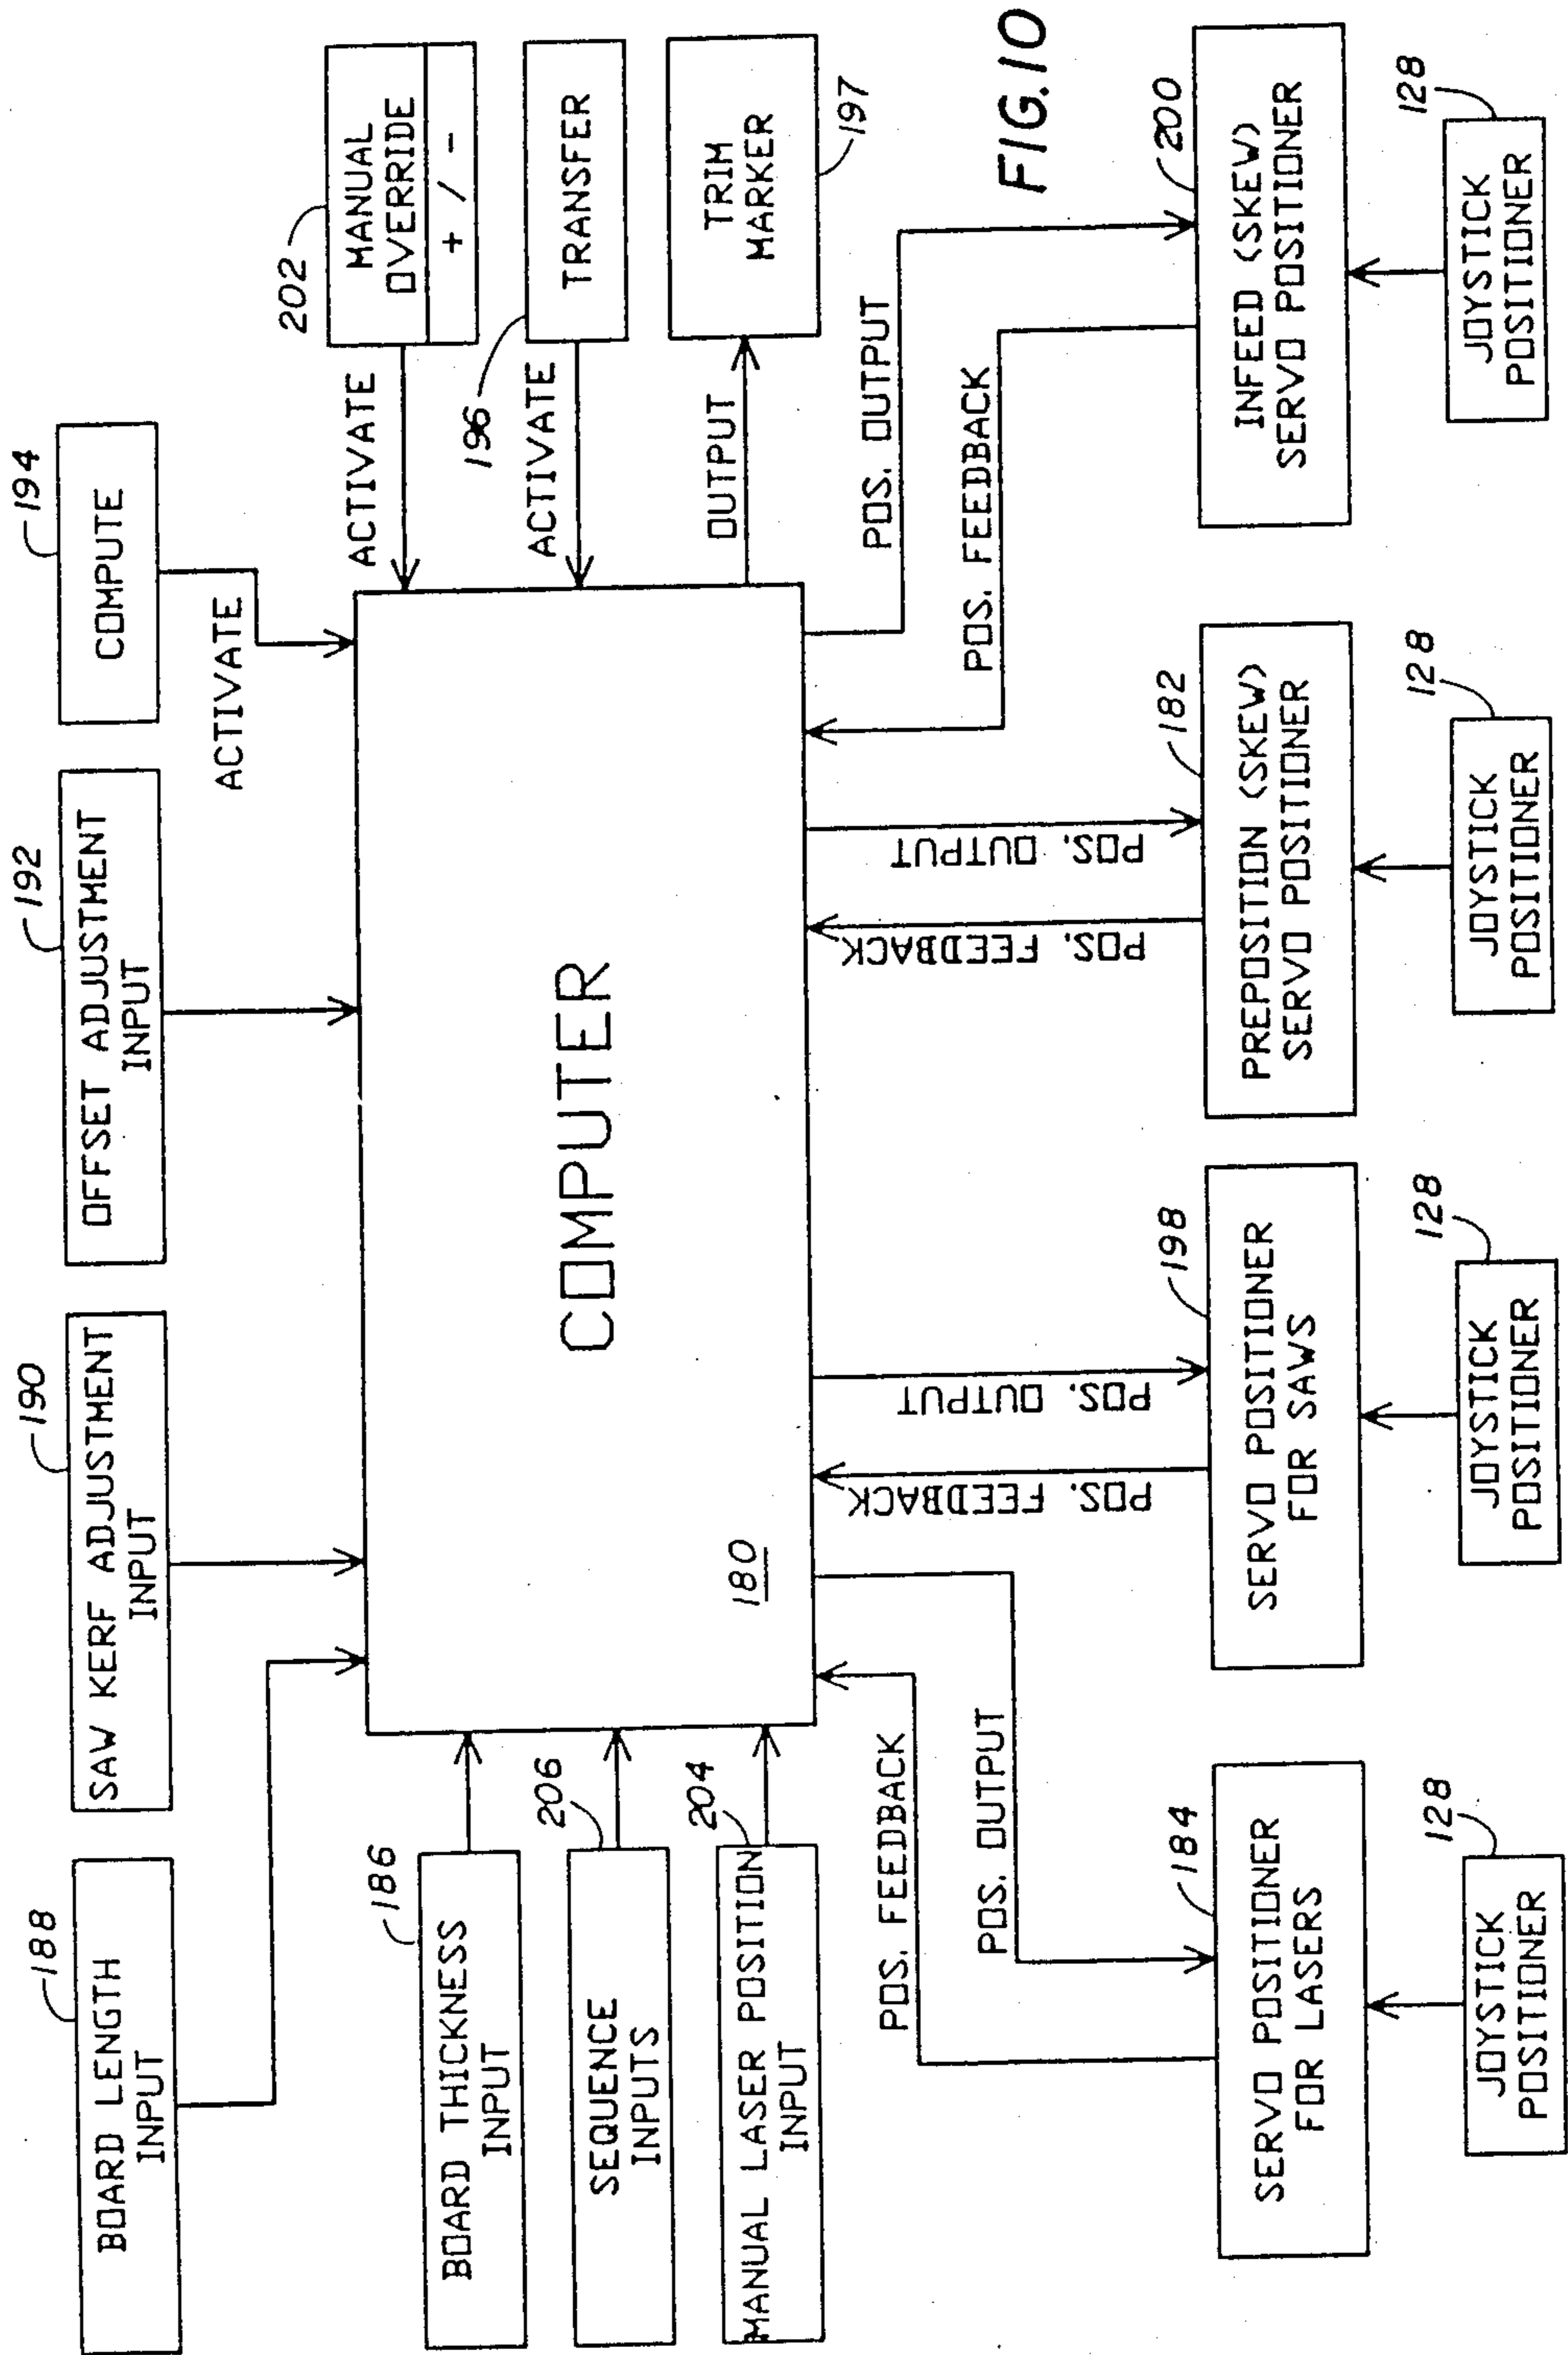 188
BOARD LENGTH
INPUT
190
SAW KERF ADJUSTMENT
INPUT
192
OFFSET ADJUSTMENT
INPUT
194
COMPUTE
ACTIVATE
186
BOARD THICKNESS
INPUT
206
SEQUENCE
INPUTS
204
MANUAL LASER POSITION
INPUT
COMPUTER
180
202
MANUAL
OVERRIDE
+ / -
ACTIVATE
196
TRANSFER
ACTIVATE
TRIM
MARKER
197
OUTPUT
POS. FEEDBACK
POS. OUTPUT
POS. FEEDBACK
POS. OUTPUT
POS. FEEDBACK
POS. OUTPUT
POS. FEEDBACK
POS. OUTPUT
FIG.10
184
SERVO POSITIONER
FOR LASERS
198
SERVO POSITIONER
FOR SAWS
182
PREPOSITION (SKEW)
SERVO POSITIONER
200
INFEED (SKEW)
SERVO POSITIONER
128
JOYSTICK
POSITIONER
128
JOYSTICK
POSITIONER
128
JOYSTICK
POSITIONER
128
JOYSTICK
POSITIONER